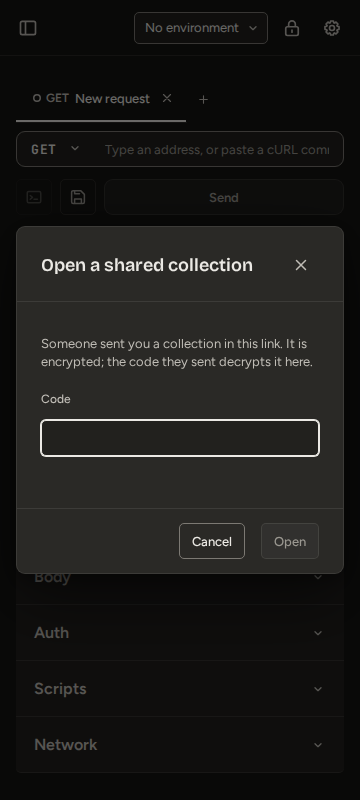 No environment
GET New request
GET
Type an address, or paste a cURL com
Send
Open a shared collection
Someone sent you a collection in this link. It is
encrypted; the code they sent decrypts it here.
Code
Cancel
Open
Body
Auth
Scripts
Network